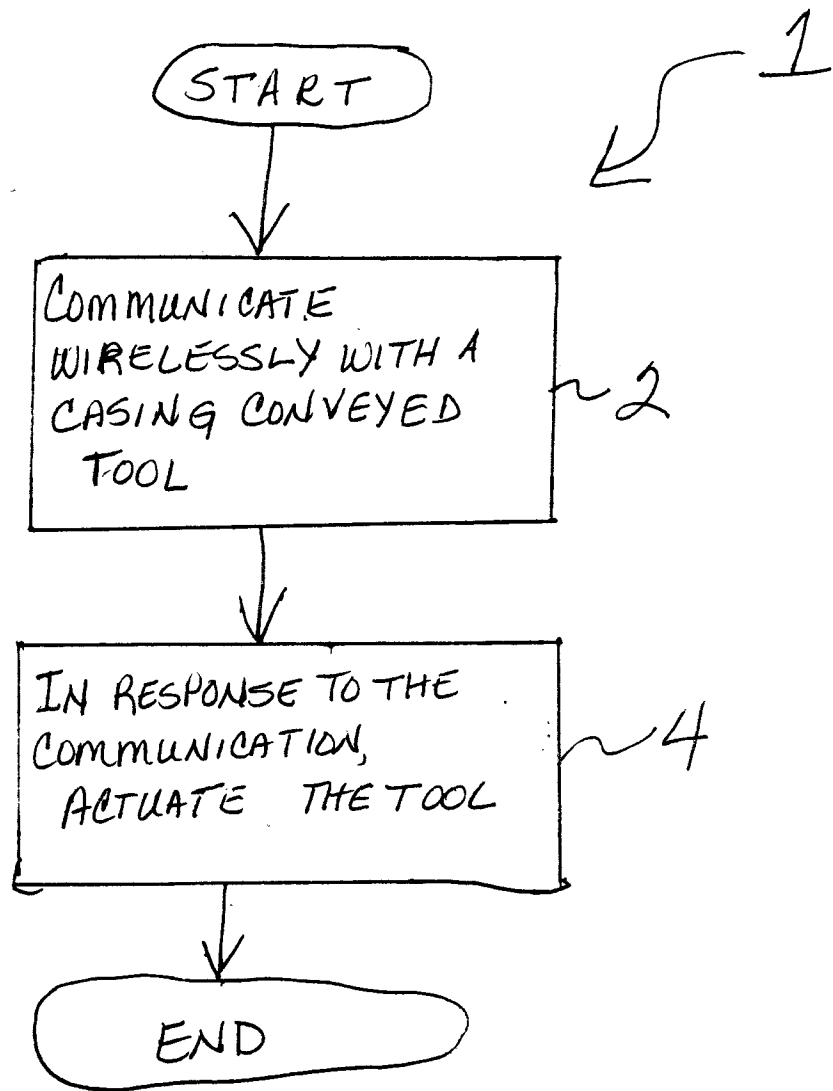 START
1
COMMUNICATE
WIRELESSLY WITH A
CASING CONVEYED
TOOL
2
IN RESPONSE TO THE
COMMUNICATION,
ACTUATE THE TOOL
4
END